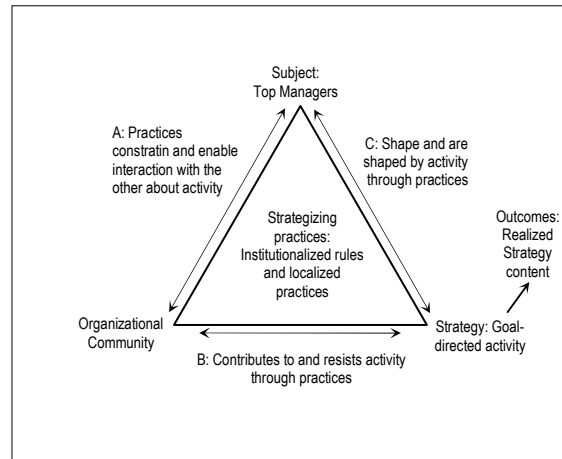 Subject:
Top Managers
A: Practices
constratin and enable
interaction with the
other about activity
C: Shape and are
shaped by activity
through practices
Strategizing
practices:
Institutionalized rules
and localized
practices
Outcomes:
Realized
Strategy
content
Organizational
Community
Strategy: Goal-
directed activity
B: Contributes to and resists activity
through practices